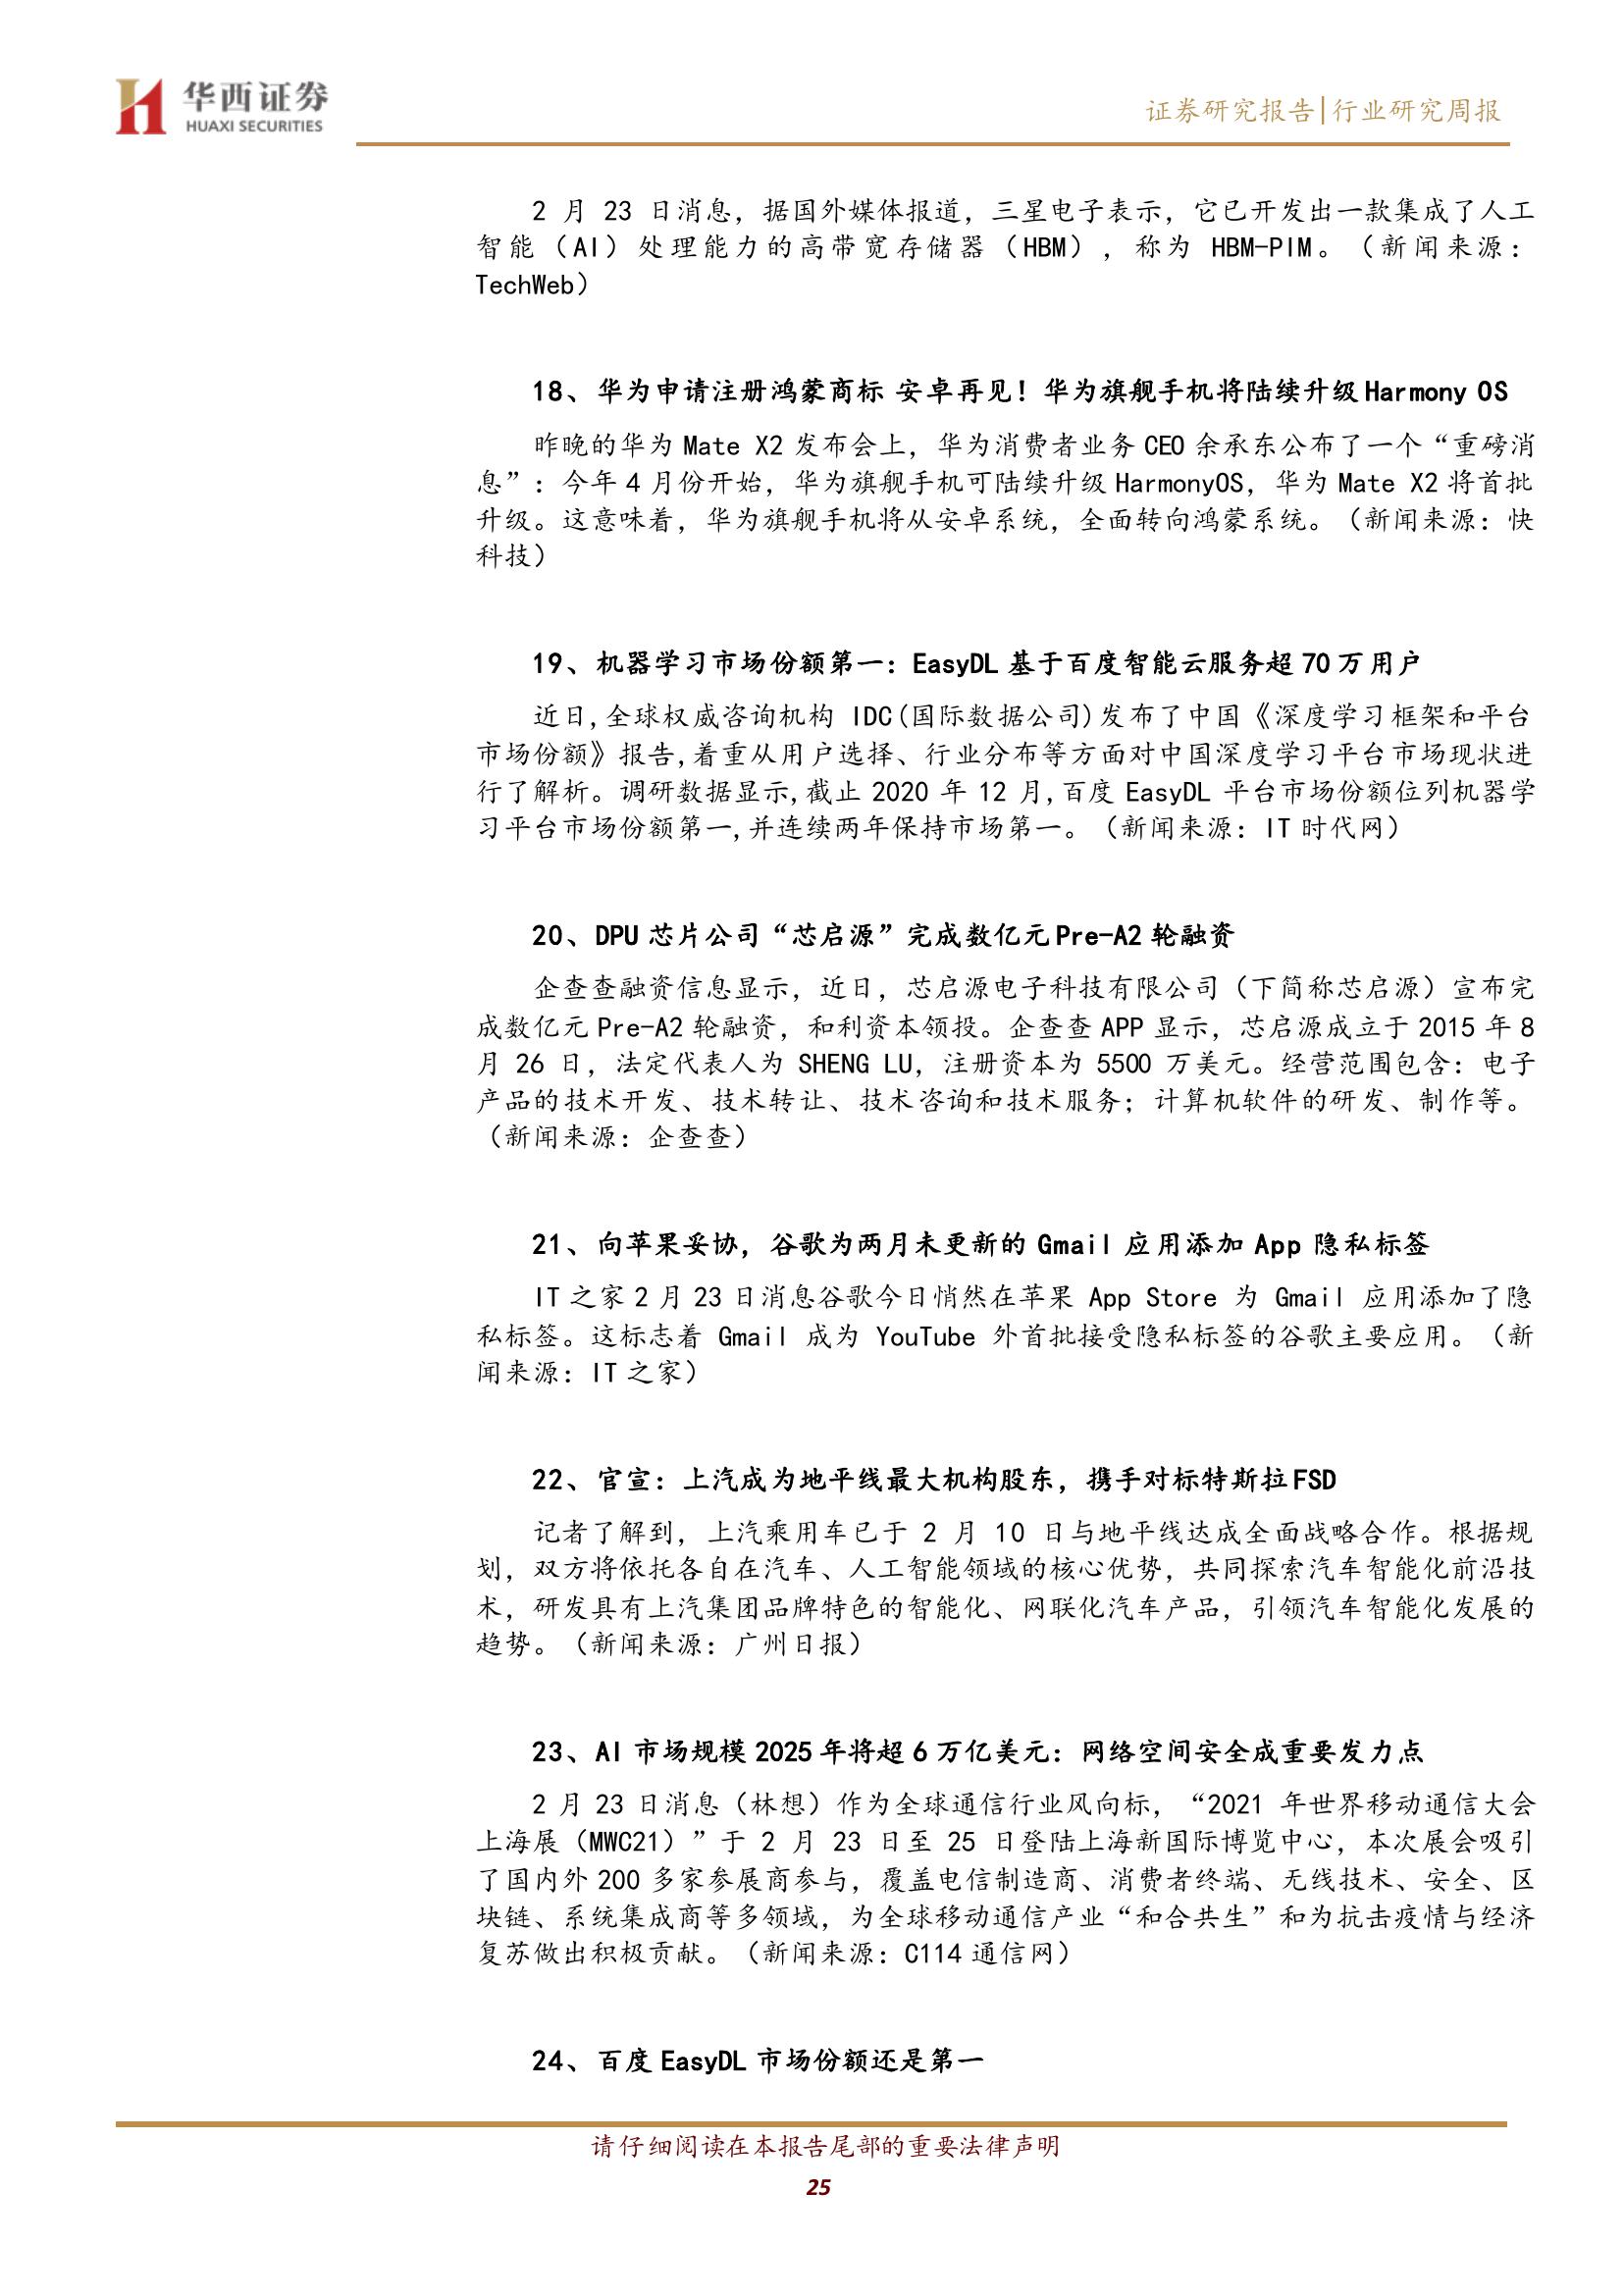 华西证券
HUAXI SECURITIES
证券研究报告|行业研究周报
2 月 23 日消息，据国外媒体报道，三星电子表示，它已开发出一款集成了人工
智能（AI）处理能力的高带宽存储器（HBM），称为 HBM-PIM。（新闻来源：
TechWeb）
18、华为申请注册鸿蒙商标 安卓再见！华为旗舰手机将陆续升级 Harmony OS
昨晚的华为 Mate X2 发布会上，华为消费者业务 CEO 余承东公布了一个“重磅消
息”：今年 4 月份开始，华为旗舰手机可陆续升级 HarmonyOS，华为 Mate X2 将首批
升级。这意味着，华为旗舰手机将从安卓系统，全面转向鸿蒙系统。（新闻来源：快
科技）
19、机器学习市场份额第一：EasyDL 基于百度智能云服务超 70 万用户
近日,全球权威咨询机构 IDC(国际数据公司)发布了中国《深度学习框架和平台
市场份额》报告,着重从用户选择、行业分布等方面对中国深度学习平台市场现状进
行了解析。调研数据显示,截止 2020 年 12 月,百度 EasyDL 平台市场份额位列机器学
习平台市场份额第一,并连续两年保持市场第一。（新闻来源：IT 时代网）
20、DPU 芯片公司“芯启源”完成数亿元 Pre-A2 轮融资
企查查融资信息显示，近日，芯启源电子科技有限公司（下简称芯启源）宣布完
成数亿元 Pre-A2 轮融资，和利资本领投。企查查 APP 显示，芯启源成立于 2015 年 8
月 26 日，法定代表人为 SHENG LU，注册资本为 5500 万美元。经营范围包含：电子
产品的技术开发、技术转让、技术咨询和技术服务；计算机软件的研发、制作等。
（新闻来源：企查查）
21、向苹果妥协，谷歌为两月未更新的 Gmail 应用添加 App 隐私标签
IT 之家 2 月 23 日消息谷歌今日悄然在苹果 App Store 为 Gmail 应用添加了隐
私标签。这标志着 Gmail 成为 YouTube 外首批接受隐私标签的谷歌主要应用。（新
闻来源：IT 之家）
22、官宣：上汽成为地平线最大机构股东，携手对标特斯拉 FSD
记者了解到，上汽乘用车已于 2 月 10 日与地平线达成全面战略合作。根据规
划，双方将依托各自在汽车、人工智能领域的核心优势，共同探索汽车智能化前沿技
术，研发具有上汽集团品牌特色的智能化、网联化汽车产品，引领汽车智能化发展的
趋势。（新闻来源：广州日报）
23、AI 市场规模 2025 年将超 6 万亿美元：网络空间安全成重要发力点
2 月 23 日消息（林想）作为全球通信行业风向标，“2021 年世界移动通信大会
上海展（MWC21）”于 2 月 23 日至 25 日登陆上海新国际博览中心，本次展会吸引
了国内外 200 多家参展商参与，覆盖电信制造商、消费者终端、无线技术、安全、区
块链、系统集成商等多领域，为全球移动通信产业“和合共生”和为抗击疫情与经济
复苏做出积极贡献。（新闻来源：C114 通信网）
24、百度 EasyDL 市场份额还是第一
请仔细阅读在本报告尾部的重要法律声明
25